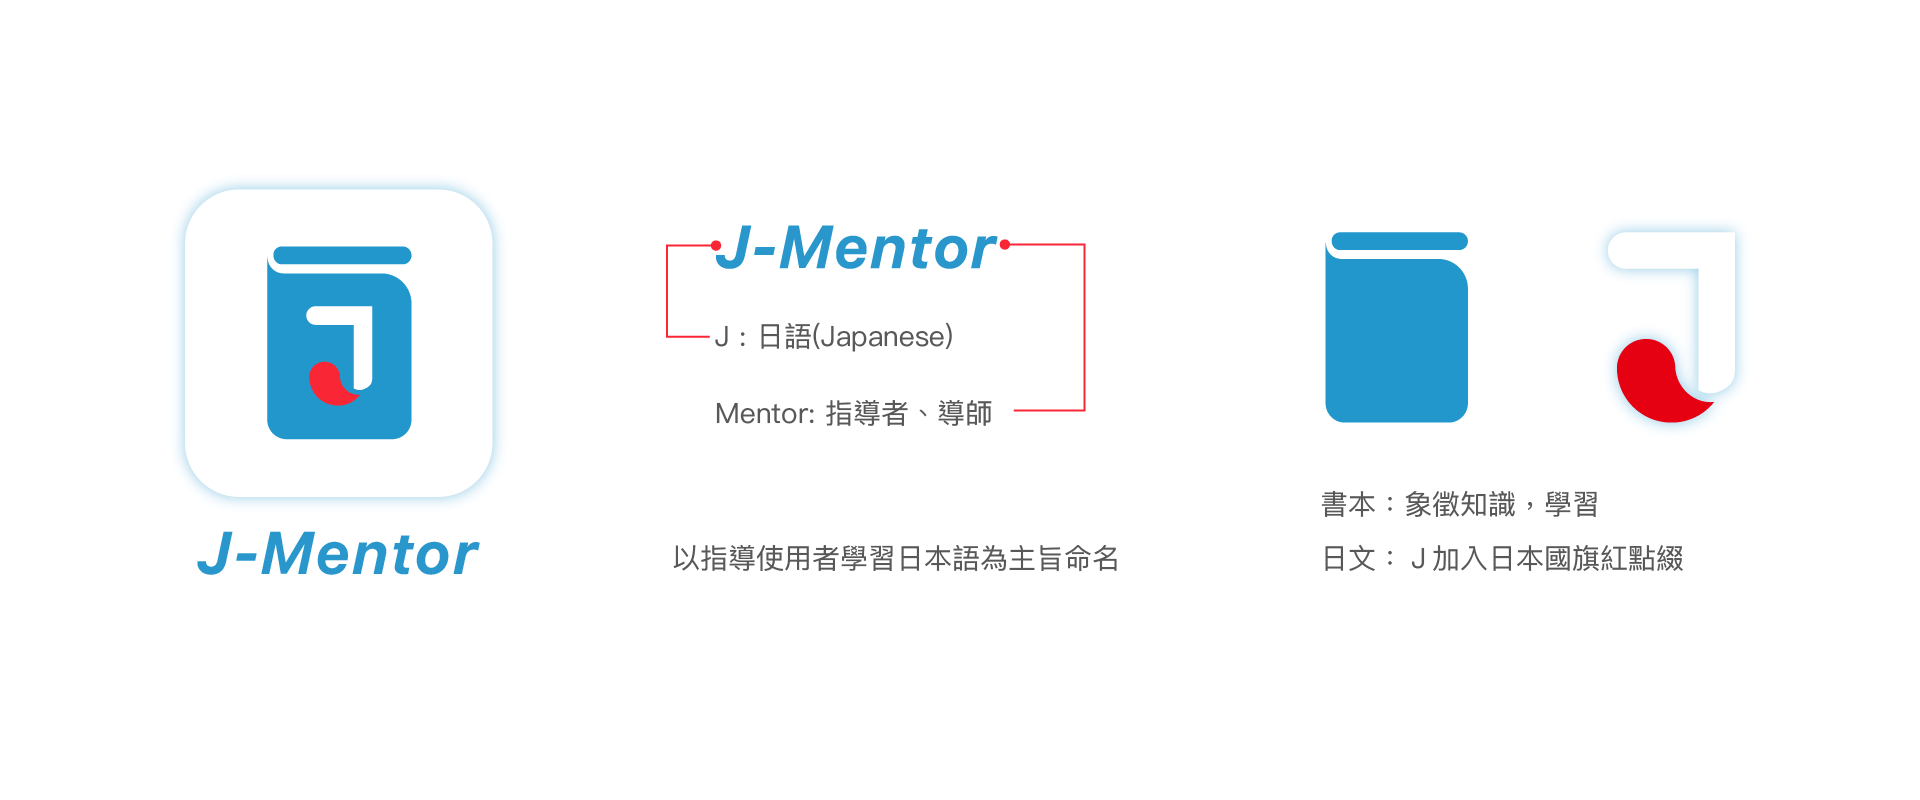 J-Mentor
J-Mentor
J：日語(Japanese)
Mentor: 指導者、導師
以指導使用者學習日本語為主旨命名
書本：象徵知識，學習
日文： J 加入日本國旗紅點綴